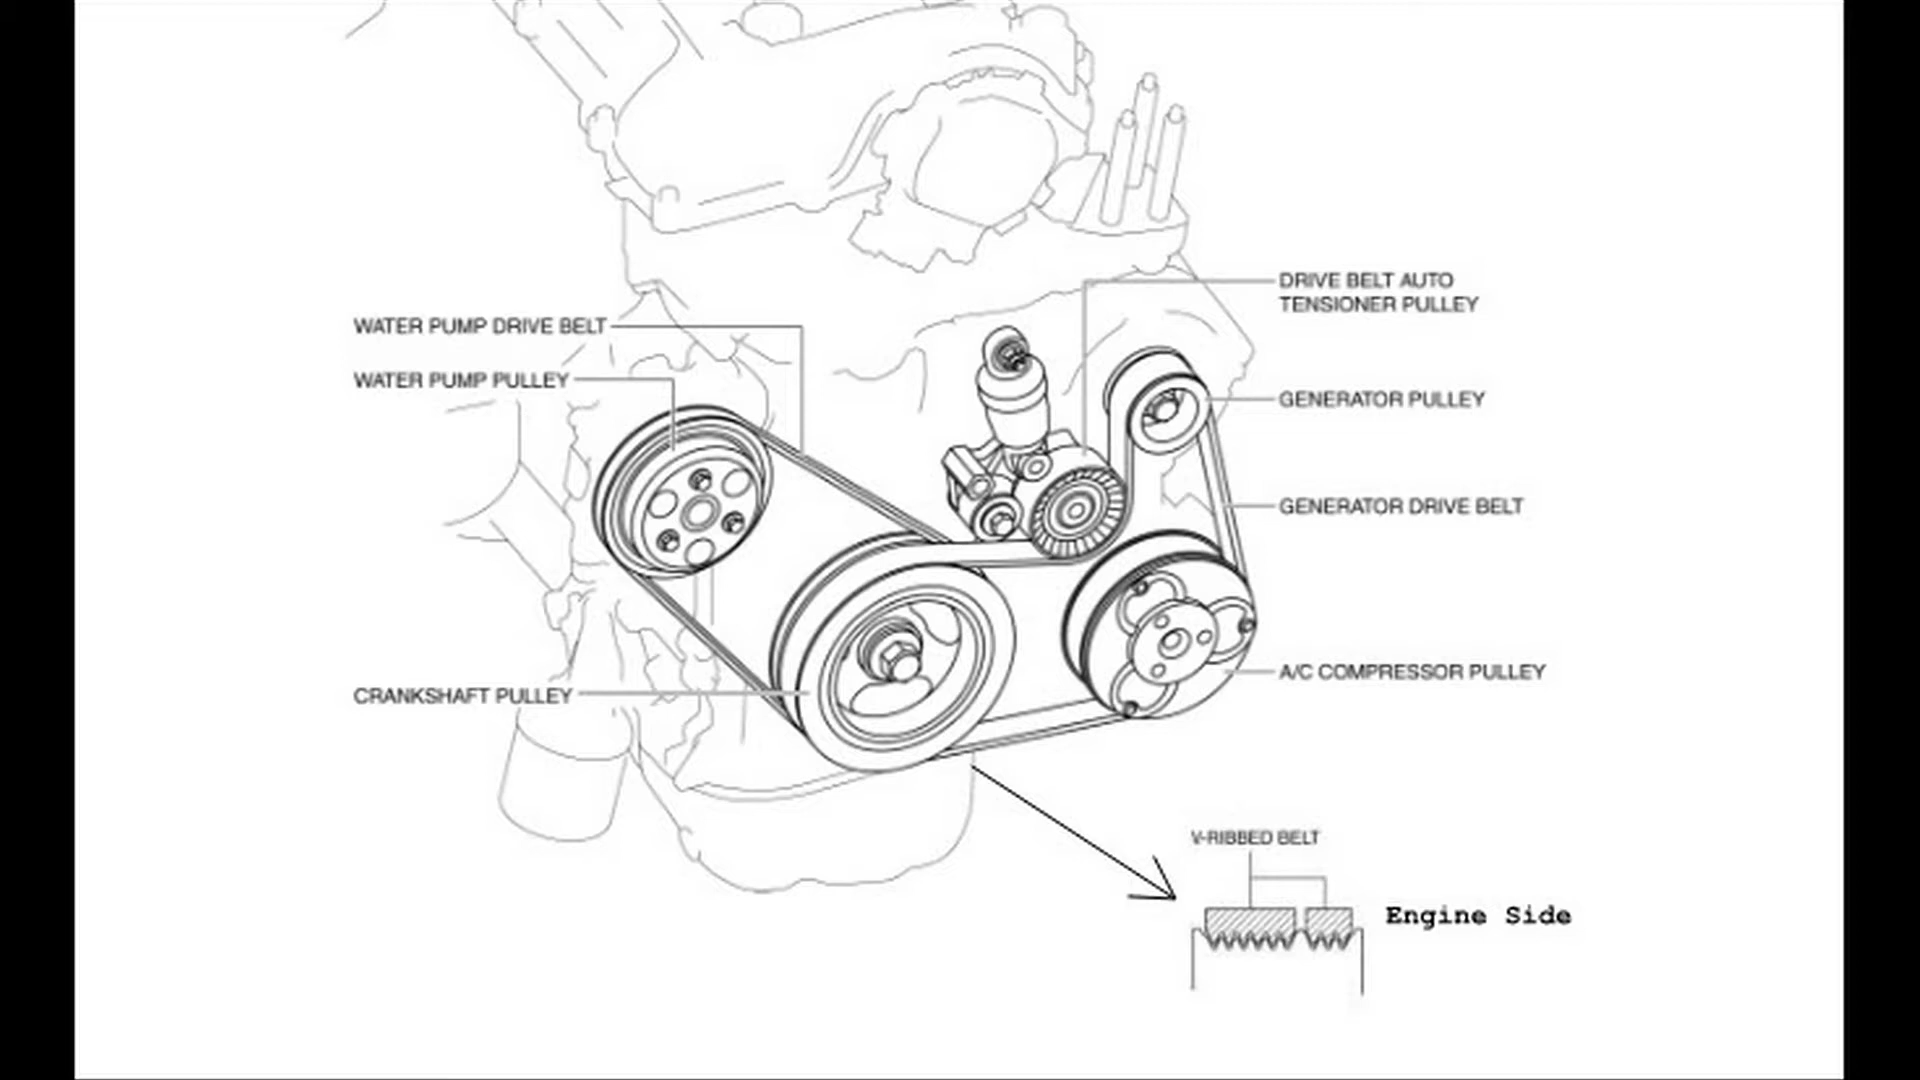 DRIVE BELT AUTO
TENSIONER PULLEY
WATER PUMP DRIVE BELT
WATER PUMP PULLEY
GENERATOR PULLEY
GENERATOR DRIVE BELT
A/C COMPRESSOR PULLEY
CRANKSHAFT PULLEY
V-RIBBED BELT
Engine Side